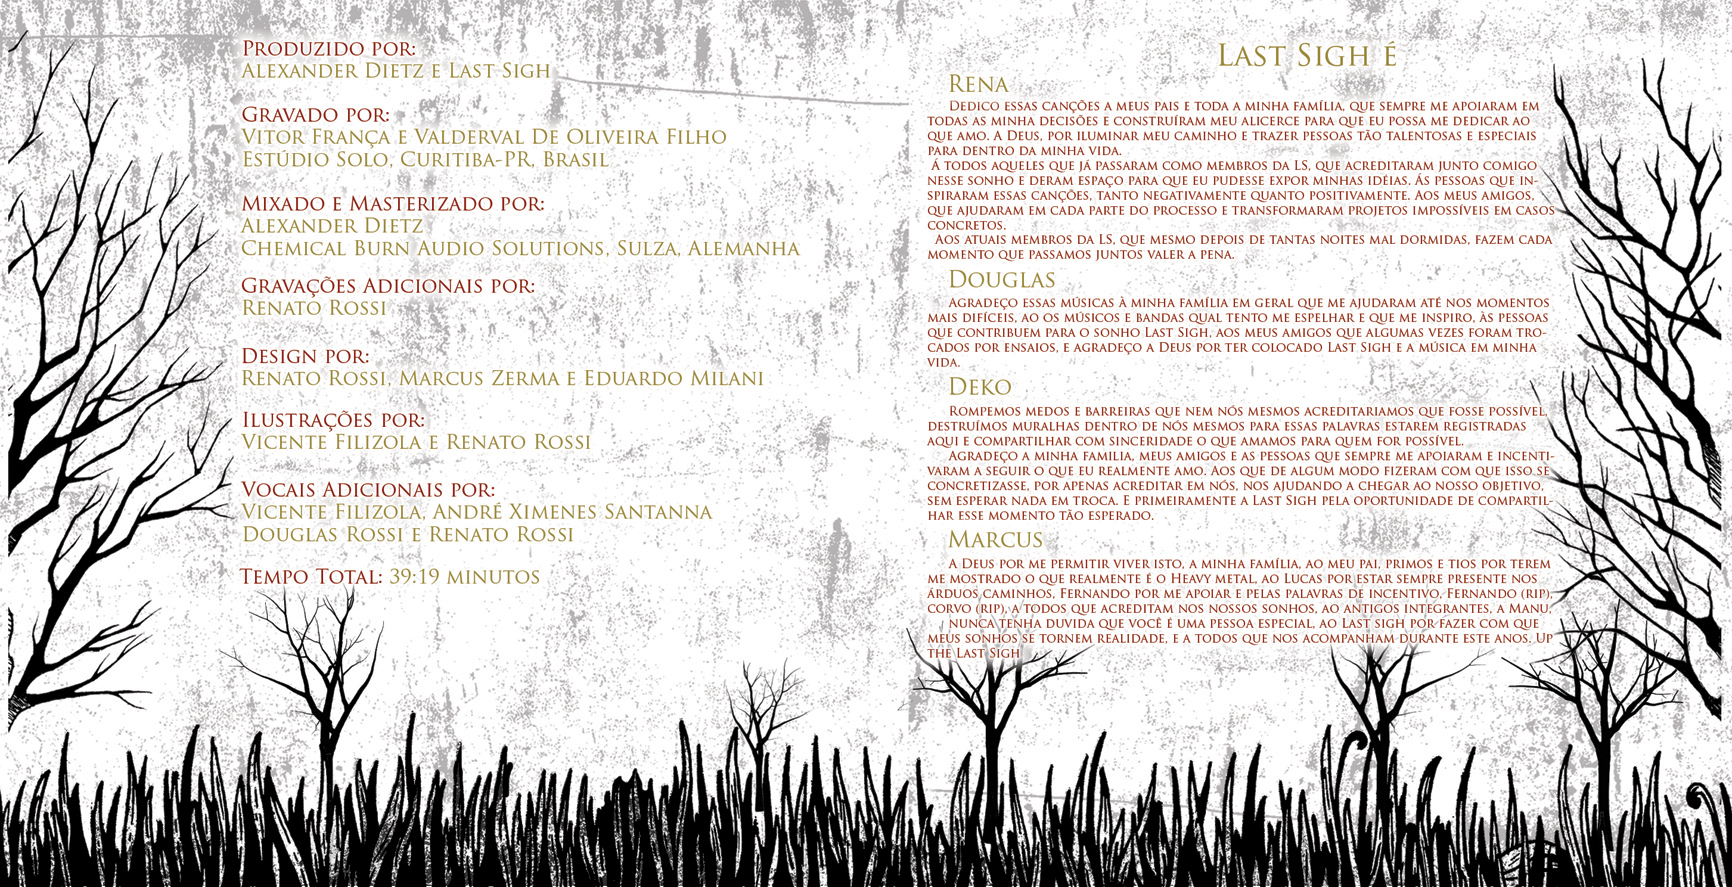 Produzido por:
Alexander Dietz e Last Sigh
Gravado por:
Vitor França e Valderval De Oliveira Filho
Estúdio Solo, Curitiba-PR, Brasil
Mixado e Masterizado por:
Alexander Dietz
Chemical Burn Audio Solutions, Sulza, Alemanha
Gravações Adicionais por:
Renato Rossi
Design por:
Renato Rossi, Marcus Zerma e Eduardo Milani
Ilustrações por:
Vicente Filizola e Renato Rossi
Vocais Adicionais por:
Vicente Filizola, André Ximenes Santanna
Douglas Rossi e Renato Rossi
Tempo Total: 39:19 minutos
Last Sigh é
Rena
Dedico essas canções a meus pais e toda a minha família, que sempre me apoiaram em
todas as minha decisões e construíram meu alicerce para que eu possa me dedicar ao
que amo. A Deus, por iluminar meu caminho e trazer pessoas tão talentosas e especiais
para dentro da minha vida.
Á todos aqueles que já passaram como membros da LS, que acreditaram junto comigo
nesse sonho e deram espaço para que eu pudesse expor minhas idéias. Ás pessoas que in-
spiraram essas canções, tanto negativamente quanto positivamente. Aos meus amigos,
que ajudaram em cada parte do processo e transformaram projetos impossíveis em casos
concretos.
Aos atuais membros da LS, que mesmo depois de tantas noites mal dormidas, fazem cada
momento que passamos juntos valer a pena.
Douglas
Agradeço essas músicas à minha família em geral que me ajudaram até nos momentos
mais difíceis, ao os músicos e bandas qual tento me espelhar e que me inspiro, às pessoas
que contribuem para o sonho Last Sigh, aos meus amigos que algumas vezes foram tro-
cados por ensaios, e agradeço a Deus por ter colocado Last Sigh e a música em minha
vida.
Deko
Rompemos medos e barreiras que nem nós mesmos acreditariamos que fosse possível,
destruímos muralhas dentro de nós mesmos para essas palavras estarem registradas
aqui e compartilhar com sinceridade o que amamos para quem for possível.
Agradeço a minha familia, meus amigos e as pessoas que sempre me apoiaram e incenti-
varam a seguir o que eu realmente amo. Aos que de algum modo fizeram com que isso se
concretizasse, por apenas acreditar em nós, nos ajudando a chegar ao nosso objetivo,
sem esperar nada em troca. E primeiramente a Last Sigh pela oportunidade de compartil-
har esse momento tão esperado.
Marcus
A Deus por me permitir viver isto, a minha família, ao meu pai, primos e tios por terem
me mostrado o que realmente é o Heavy metal, ao Lucas por estar sempre presente nos
árduos caminhos, Fernando por me apoiar e pelas palavras de incentivo, Fernando (RIP),
Corvo (RIP), a todos que acreditam nos nossos sonhos, ao antigos integrantes, a Manu,
nunca tenha duvida que você é uma pessoa especial, ao Last sigh por fazer com que
meus sonhos se tornem realidade, e a todos que nos acompanham durante este anos. Up
the Last Sigh